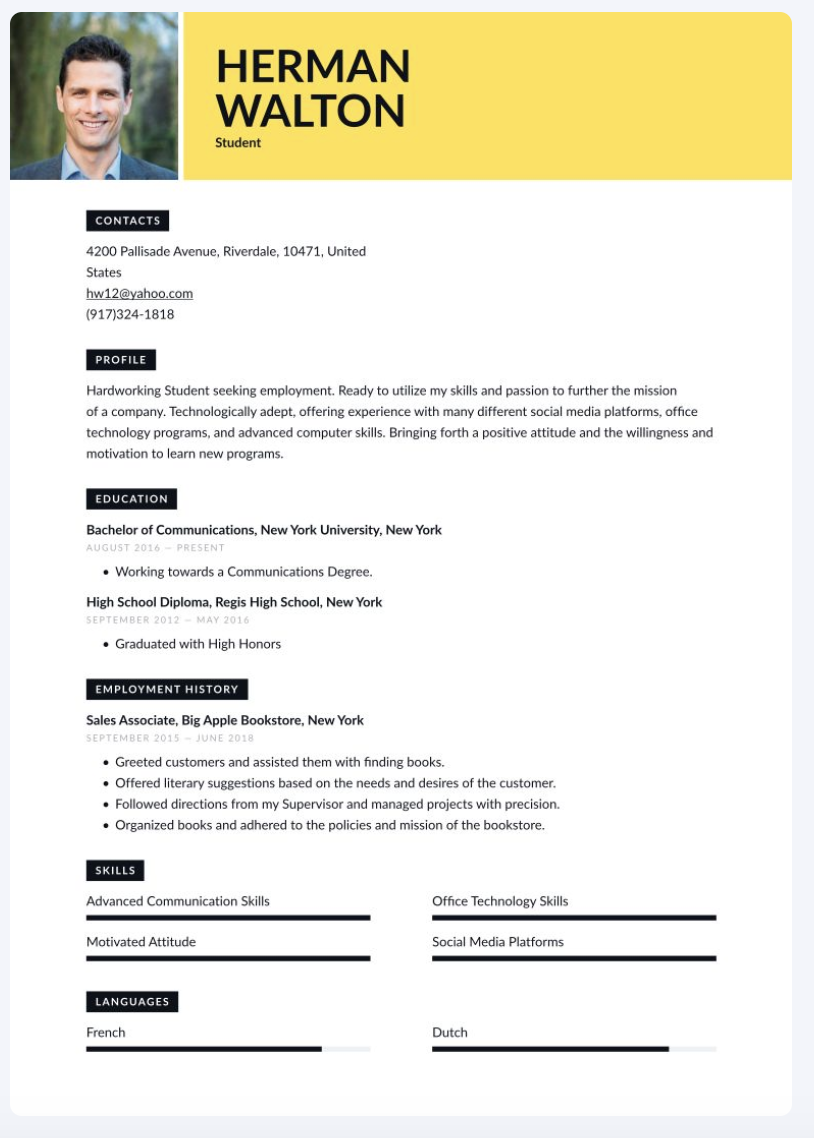 HERMAN
WALTON
Student
CONTACTS
4200 Pallisade Avenue, Riverdale, 10471, United
States
hw12@yahoo.com
(917)324-1818
PROFILE
Hardworking Student seeking employment. Ready to utilize my skills and passion to further the mission
of a company. Technologically adept, offering experience with many different social media platforms, office
technology programs, and advanced computer skills. Bringing forth a positive attitude and the willingness and
motivation to learn new programs.
EDUCATION
Bachelor of Communications, New York University, New York
AUGUST 2016 — PRESENT
• Working towards a Communications Degree.
High School Diploma, Regis High School, New York
SEPTEMBER 2012 — MAY 2016
• Graduated with High Honors
EMPLOYMENT HISTORY
Sales Associate, Big Apple Bookstore, New York
SEPTEMBER 2015 — JUNE 2018
• Greeted customers and assisted them with finding books.
• Offered literary suggestions based on the needs and desires of the customer.
• Followed directions from my Supervisor and managed projects with precision.
• Organized books and adhered to the policies and mission of the bookstore.
SKILLS
Advanced Communication Skills
Office Technology Skills
Motivated Attitude
Social Media Platforms
LANGUAGES
French
Dutch